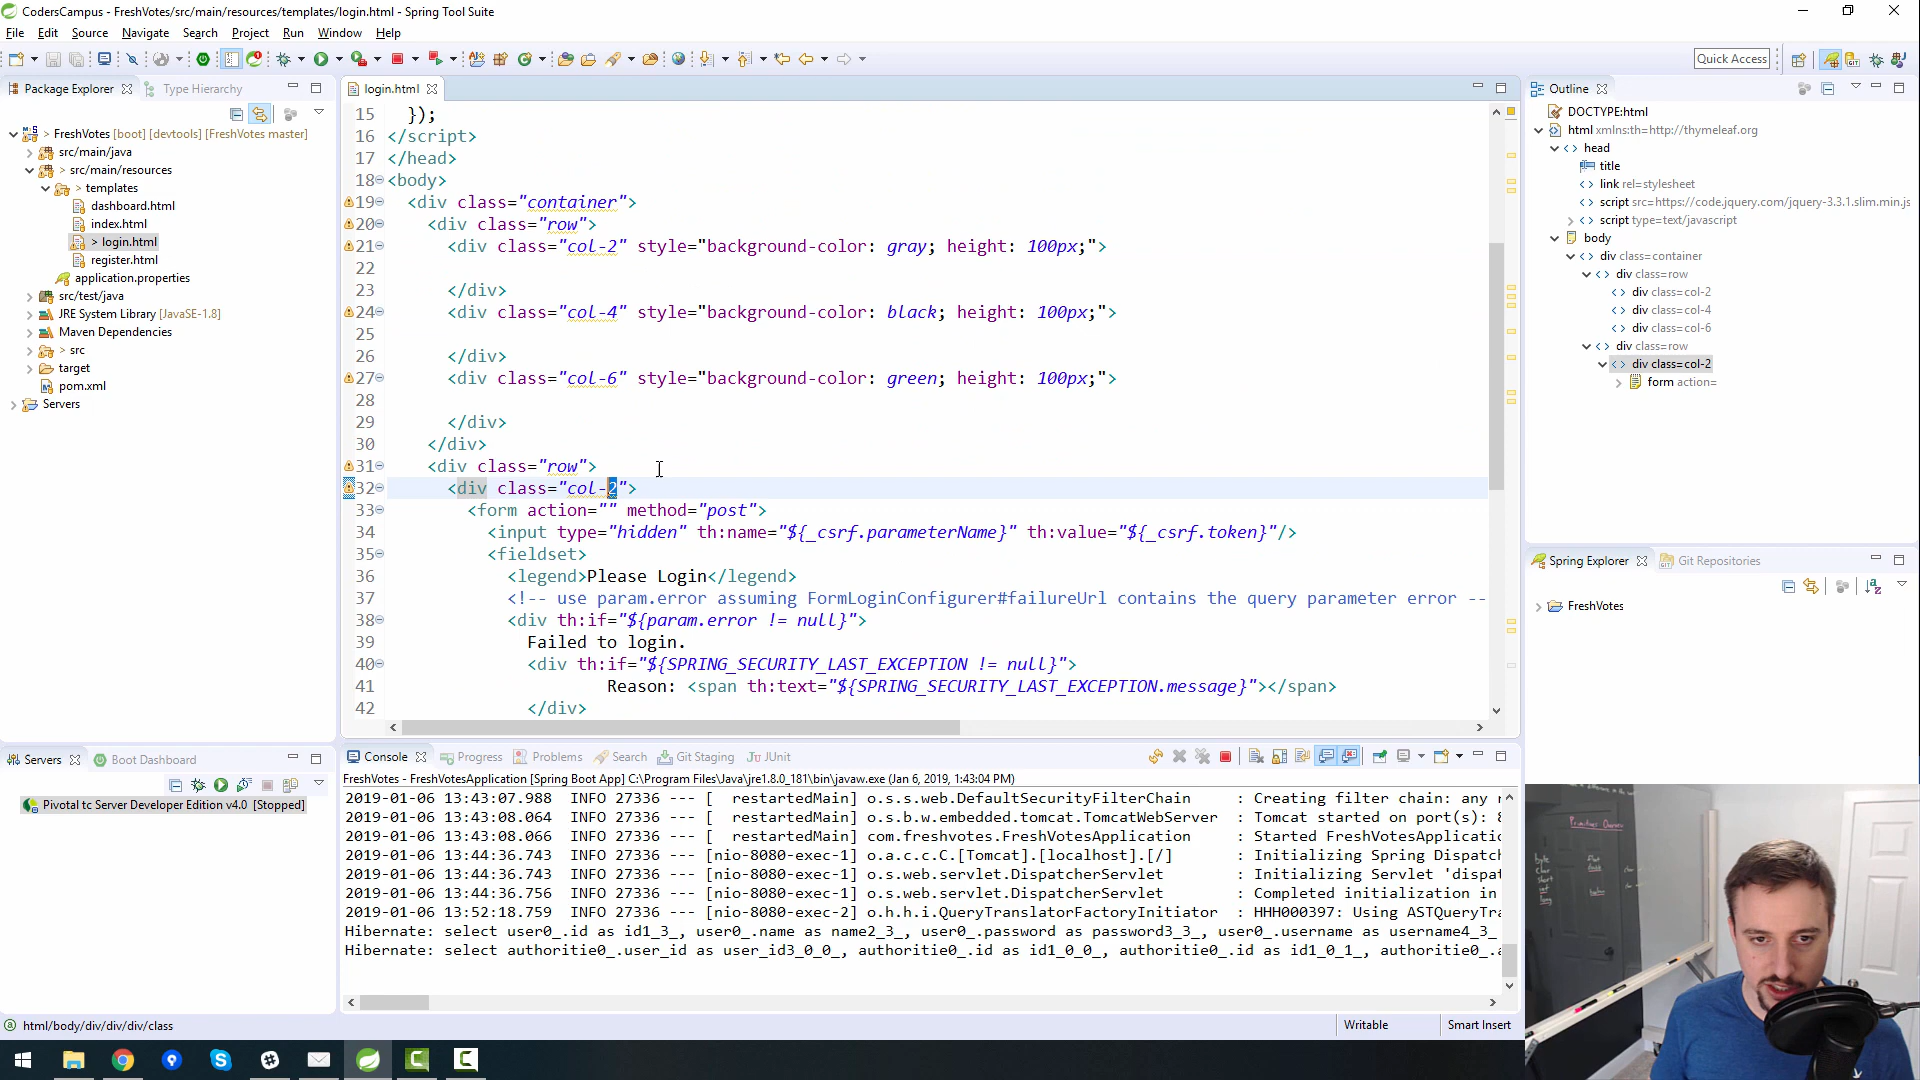 CodersCampus - FreshVotes/src/main/resources/templates/login.html - Spring Tool Suite
File Edit Source Navigate Search Project Run Window Help
Quick Access
Package Explorer
Type Hierarchy
> FreshVotes [boot] [devtools] [FreshVotes master]
src/main/java
> src/main/resources
> templates
dashboard.html
index.html
> login.html
register.html
application.properties
src/test/java
JRE System Library [JavaSE-1.8]
Maven Dependencies
> src
target
pom.xml
Servers
login.html
15 });
16 </script>
17 </head>
18 <body>
19 <div class="container">
20 <div class="row">
21 <div class="col-2" style="background-color: gray; height: 100px;">
22
23 </div>
24 <div class="col-4" style="background-color: black; height: 100px;">
25
26 </div>
27 <div class="col-6" style="background-color: green; height: 100px;">
28
29 </div>
30 </div>
31 <div class="row">
32 <div class="col-2">
33 <form action="" method="post">
34 <input type="hidden" th:name="${_csrf.parameterName}" th:value="${_csrf.token}"/>
35 <fieldset>
36 <legend>Please Login</legend>
37 <!-- use param.error assuming FormLoginConfigurer#failureUrl contains the query parameter error --
38 <div th:if="${param.error != null}">
39 Failed to login.
40 <div th:if="${SPRING_SECURITY_LAST_EXCEPTION != null}">
41 Reason: <span th:text="${SPRING_SECURITY_LAST_EXCEPTION.message}"></span>
42 </div>
Outline
DOCTYPE:html
html xmlns:th=http://thymeleaf.org
head
title
link rel=stylesheet
script src=https://code.jquery.com/jquery-3.3.1.slim.min.js
script type=text/javascript
body
div class=container
div class=row
div class=col-2
div class=col-4
div class=col-6
div class=row
div class=col-2
form action=
Spring Explorer
Git Repositories
FreshVotes
Servers
Boot Dashboard
Pivotal tc Server Developer Edition v4.0 [Stopped]
Console Progress Problems Search Git Staging JUnit
FreshVotes - FreshVotesApplication [Spring Boot App] C:\Program Files\Java\jre1.8.0_181\bin\javaw.exe (Jan 6, 2019, 1:43:04 PM)
2019-01-06 13:43:07.988 INFO 27336 --- [ restartedMain] o.s.s.web.DefaultSecurityFilterChain : Creating filter chain: any
2019-01-06 13:43:08.064 INFO 27336 --- [ restartedMain] o.s.b.w.embedded.tomcat.TomcatWebServer : Tomcat started on port(s): 8
2019-01-06 13:43:08.066 INFO 27336 --- [ restartedMain] com.freshvotes.FreshVotesApplication : Started FreshVotesApplicatio
2019-01-06 13:44:36.743 INFO 27336 --- [nio-8080-exec-1] o.a.c.c.C.[Tomcat].[localhost].[/] : Initializing Spring Dispatc
2019-01-06 13:44:36.743 INFO 27336 --- [nio-8080-exec-1] o.s.web.servlet.DispatcherServlet : Initializing Servlet 'dispat
2019-01-06 13:44:36.756 INFO 27336 --- [nio-8080-exec-1] o.s.web.servlet.DispatcherServlet : Completed initialization in
2019-01-06 13:52:18.759 INFO 27336 --- [nio-8080-exec-2] o.h.h.i.QueryTranslatorFactoryInitiator : HHH000397: Using ASTQueryTra
Hibernate: select user0_.id as id1_3_, user0_.name as name2_3_, user0_.password as password3_3_, user0_.username as username4_3_
Hibernate: select authoritie0_.user_id as user_id3_0_0_, authoritie0_.id as id1_0_0_, authoritie0_.id as id1_0_1_, authoritie0_.a
html/body/div/div/div/class
Writable
Smart Insert